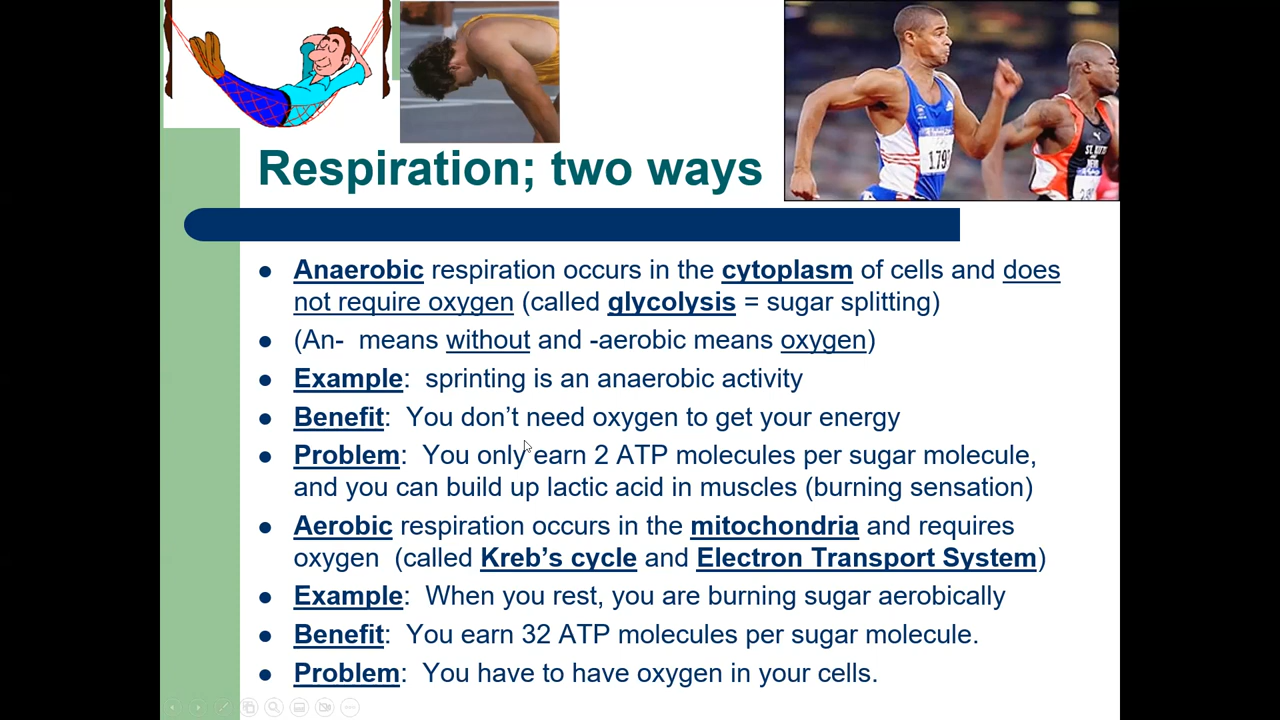 Respiration; two ways
● Anaerobic respiration occurs in the cytoplasm of cells and does
not require oxygen (called glycolysis = sugar splitting)
● (An-  means without and -aerobic means oxygen)
● Example:  sprinting is an anaerobic activity
● Benefit:  You don't need oxygen to get your energy
● Problem:  You only earn 2 ATP molecules per sugar molecule,
and you can build up lactic acid in muscles (burning sensation)
● Aerobic respiration occurs in the mitochondria and requires
oxygen  (called Kreb's cycle and Electron Transport System)
● Example:  When you rest, you are burning sugar aerobically
● Benefit:  You earn 32 ATP molecules per sugar molecule.
● Problem:  You have to have oxygen in your cells.